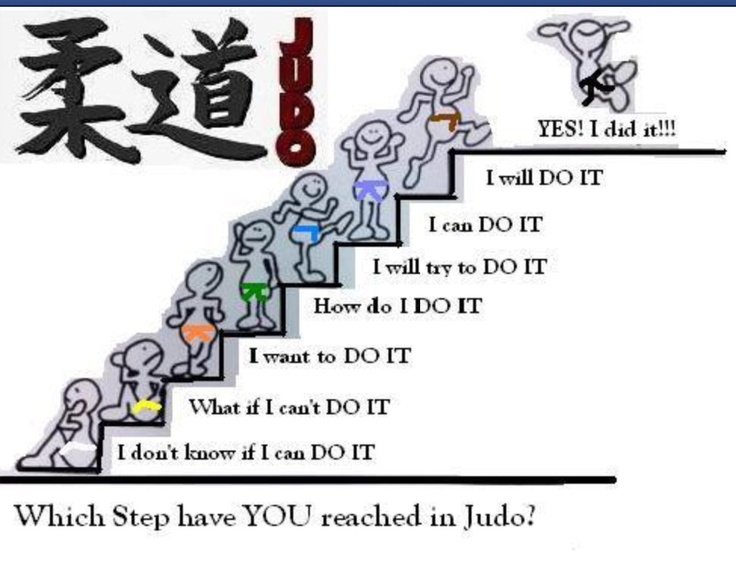 柔道
JUDO
YES! I did it!!!
I will DO IT
I can DO IT
I will try to DO IT
How do I DO IT
I want to DO IT
What if I can't DO IT
I don't know if I can DO IT
Which Step have YOU reached in Judo?